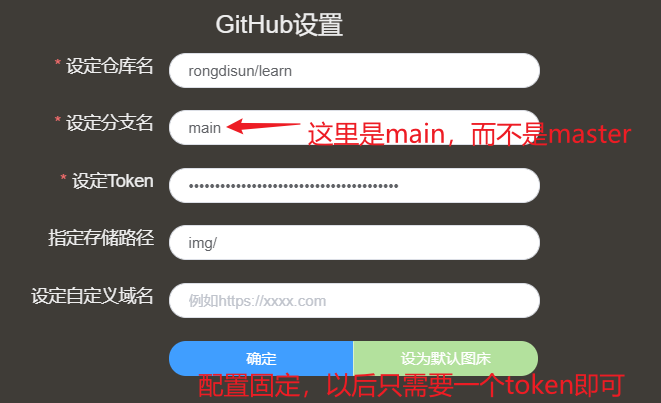 GitHub设置
* 设定仓库名 rongdisun/learn
* 设定分支名 main 这里是main，而不是master
* 设定Token ••••••••••••••••••••••••••••••••••••••••
指定存储路径 img/
设定自定义域名 例如https://xxxx.com
确定 设为默认图床
配置固定，以后只需要一个token即可